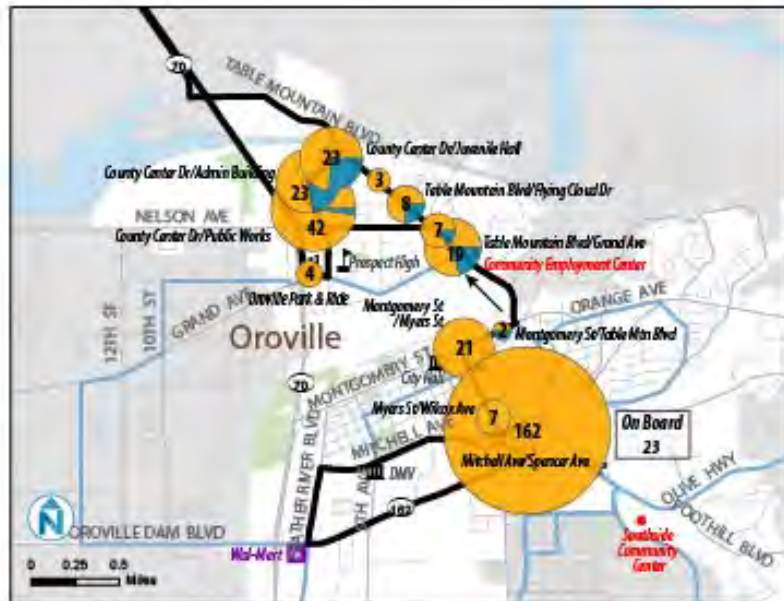 70
TABLE MOUNTAIN BLVD
23
County Center Dr/Juvenile Hall
County Center Dr/Admin Building
3
23
8
Table Mountain Blvd/Flying Cloud Dr
NELSON AVE
42
7
County Center Dr/Public Works
19
Table Mountain Blvd/Grand Ave
Prospect High
Community Employment Center
4
Oroville Park & Ride
GRAND AVE
Montgomery St
/Myers St
ORANGE AVE
12TH ST
10TH ST
Oroville
2
Montgomery St/Table Mtn Blvd
21
MONTGOMERY ST
City Hall
70
Myers St/Wilcox Ave
7
162
On Board
23
MITCHELL AVE
Mitchell Ave/Spencer Ave
DMV
OLIVE HWY
FOOTHILL BLVD
162
N
OROVILLE DAM BLVD
ATHER RIVER BLVD
TH AVE
Southside
Community
Center
Wal-Mart
0 0.25 0.5
Miles